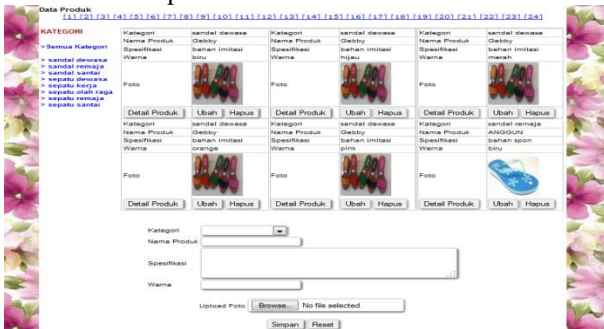 Data Produk
[1] [2] [3] [4] [5] [6] [7] [8] [9] [10] [11] [12] [13] [14] [15] [16] [17] [18] [19] [20] [21] [22] [23] [24]
KATEGORI
>Semua Kategori
> sandal dewasa
> sandal remaja
> sandal santai
> sepatu dewasa
> sepatu kerja
> sepatu olah raga
> sepatu remaja
> sepatu santai
Kategori sandal dewasa Kategori sandal dewasa Kategori sandal dewasa
Nama Produk Gebby Nama Produk Gebby Nama Produk Gebby
Spesifikasi bahan imitasi Spesifikasi bahan imitasi Spesifikasi bahan imitasi
Warna biru Warna hijau Warna merah
Foto Foto Foto
Detail Produk Ubah Hapus Detail Produk Ubah Hapus Detail Produk Ubah Hapus
Kategori sandal dewasa Kategori sandal dewasa Kategori sandal remaja
Nama Produk Gebby Nama Produk Gebby Nama Produk ANGGUN
Spesifikasi bahan imitasi Spesifikasi bahan imitasi Spesifikasi bahan spon
Warna orange Warna pink Warna biru
Foto Foto Foto
Detail Produk Ubah Hapus Detail Produk Ubah Hapus Detail Produk Ubah Hapus
Kategori
Nama Produk
Spesifikasi
Warna
Upload Foto Browse... No file selected.
Simpan Reset